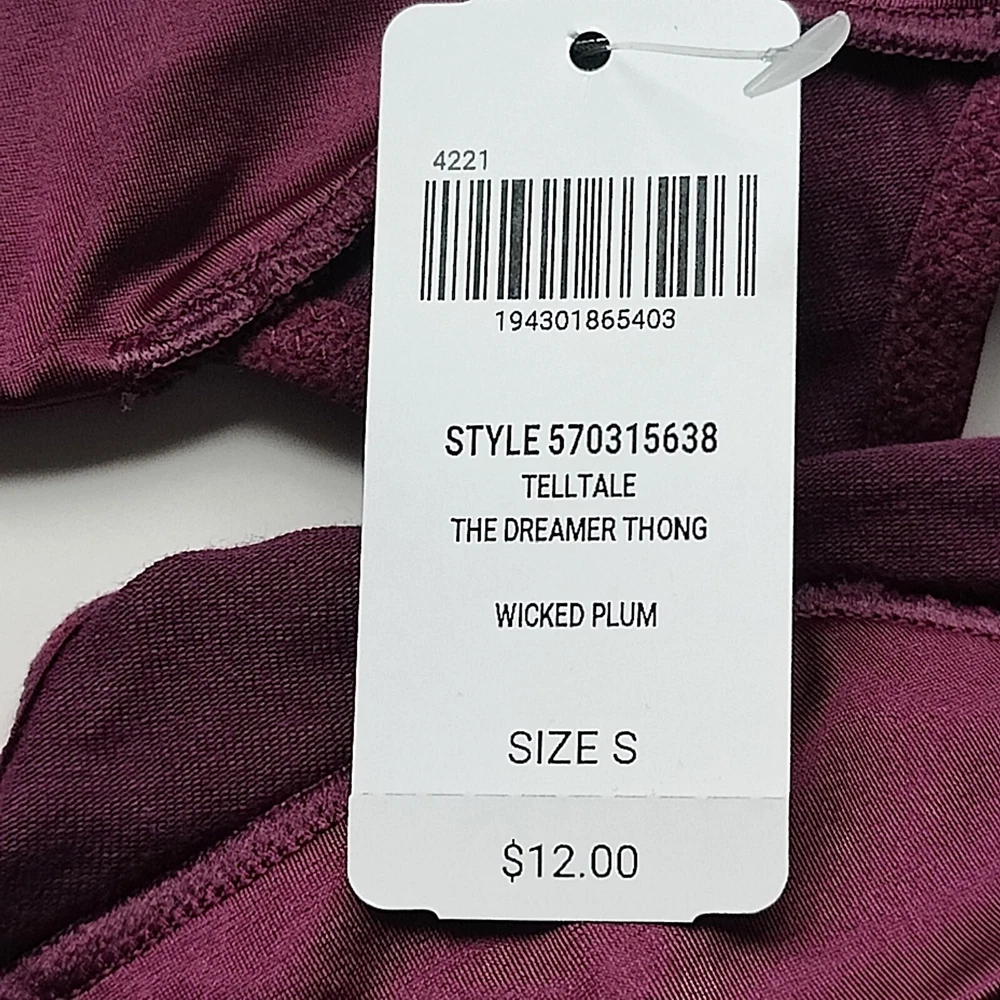 4221
194301865403
STYLE 570315638
TELLTALE
THE DREAMER THONG
WICKED PLUM
SIZE S
$12.00